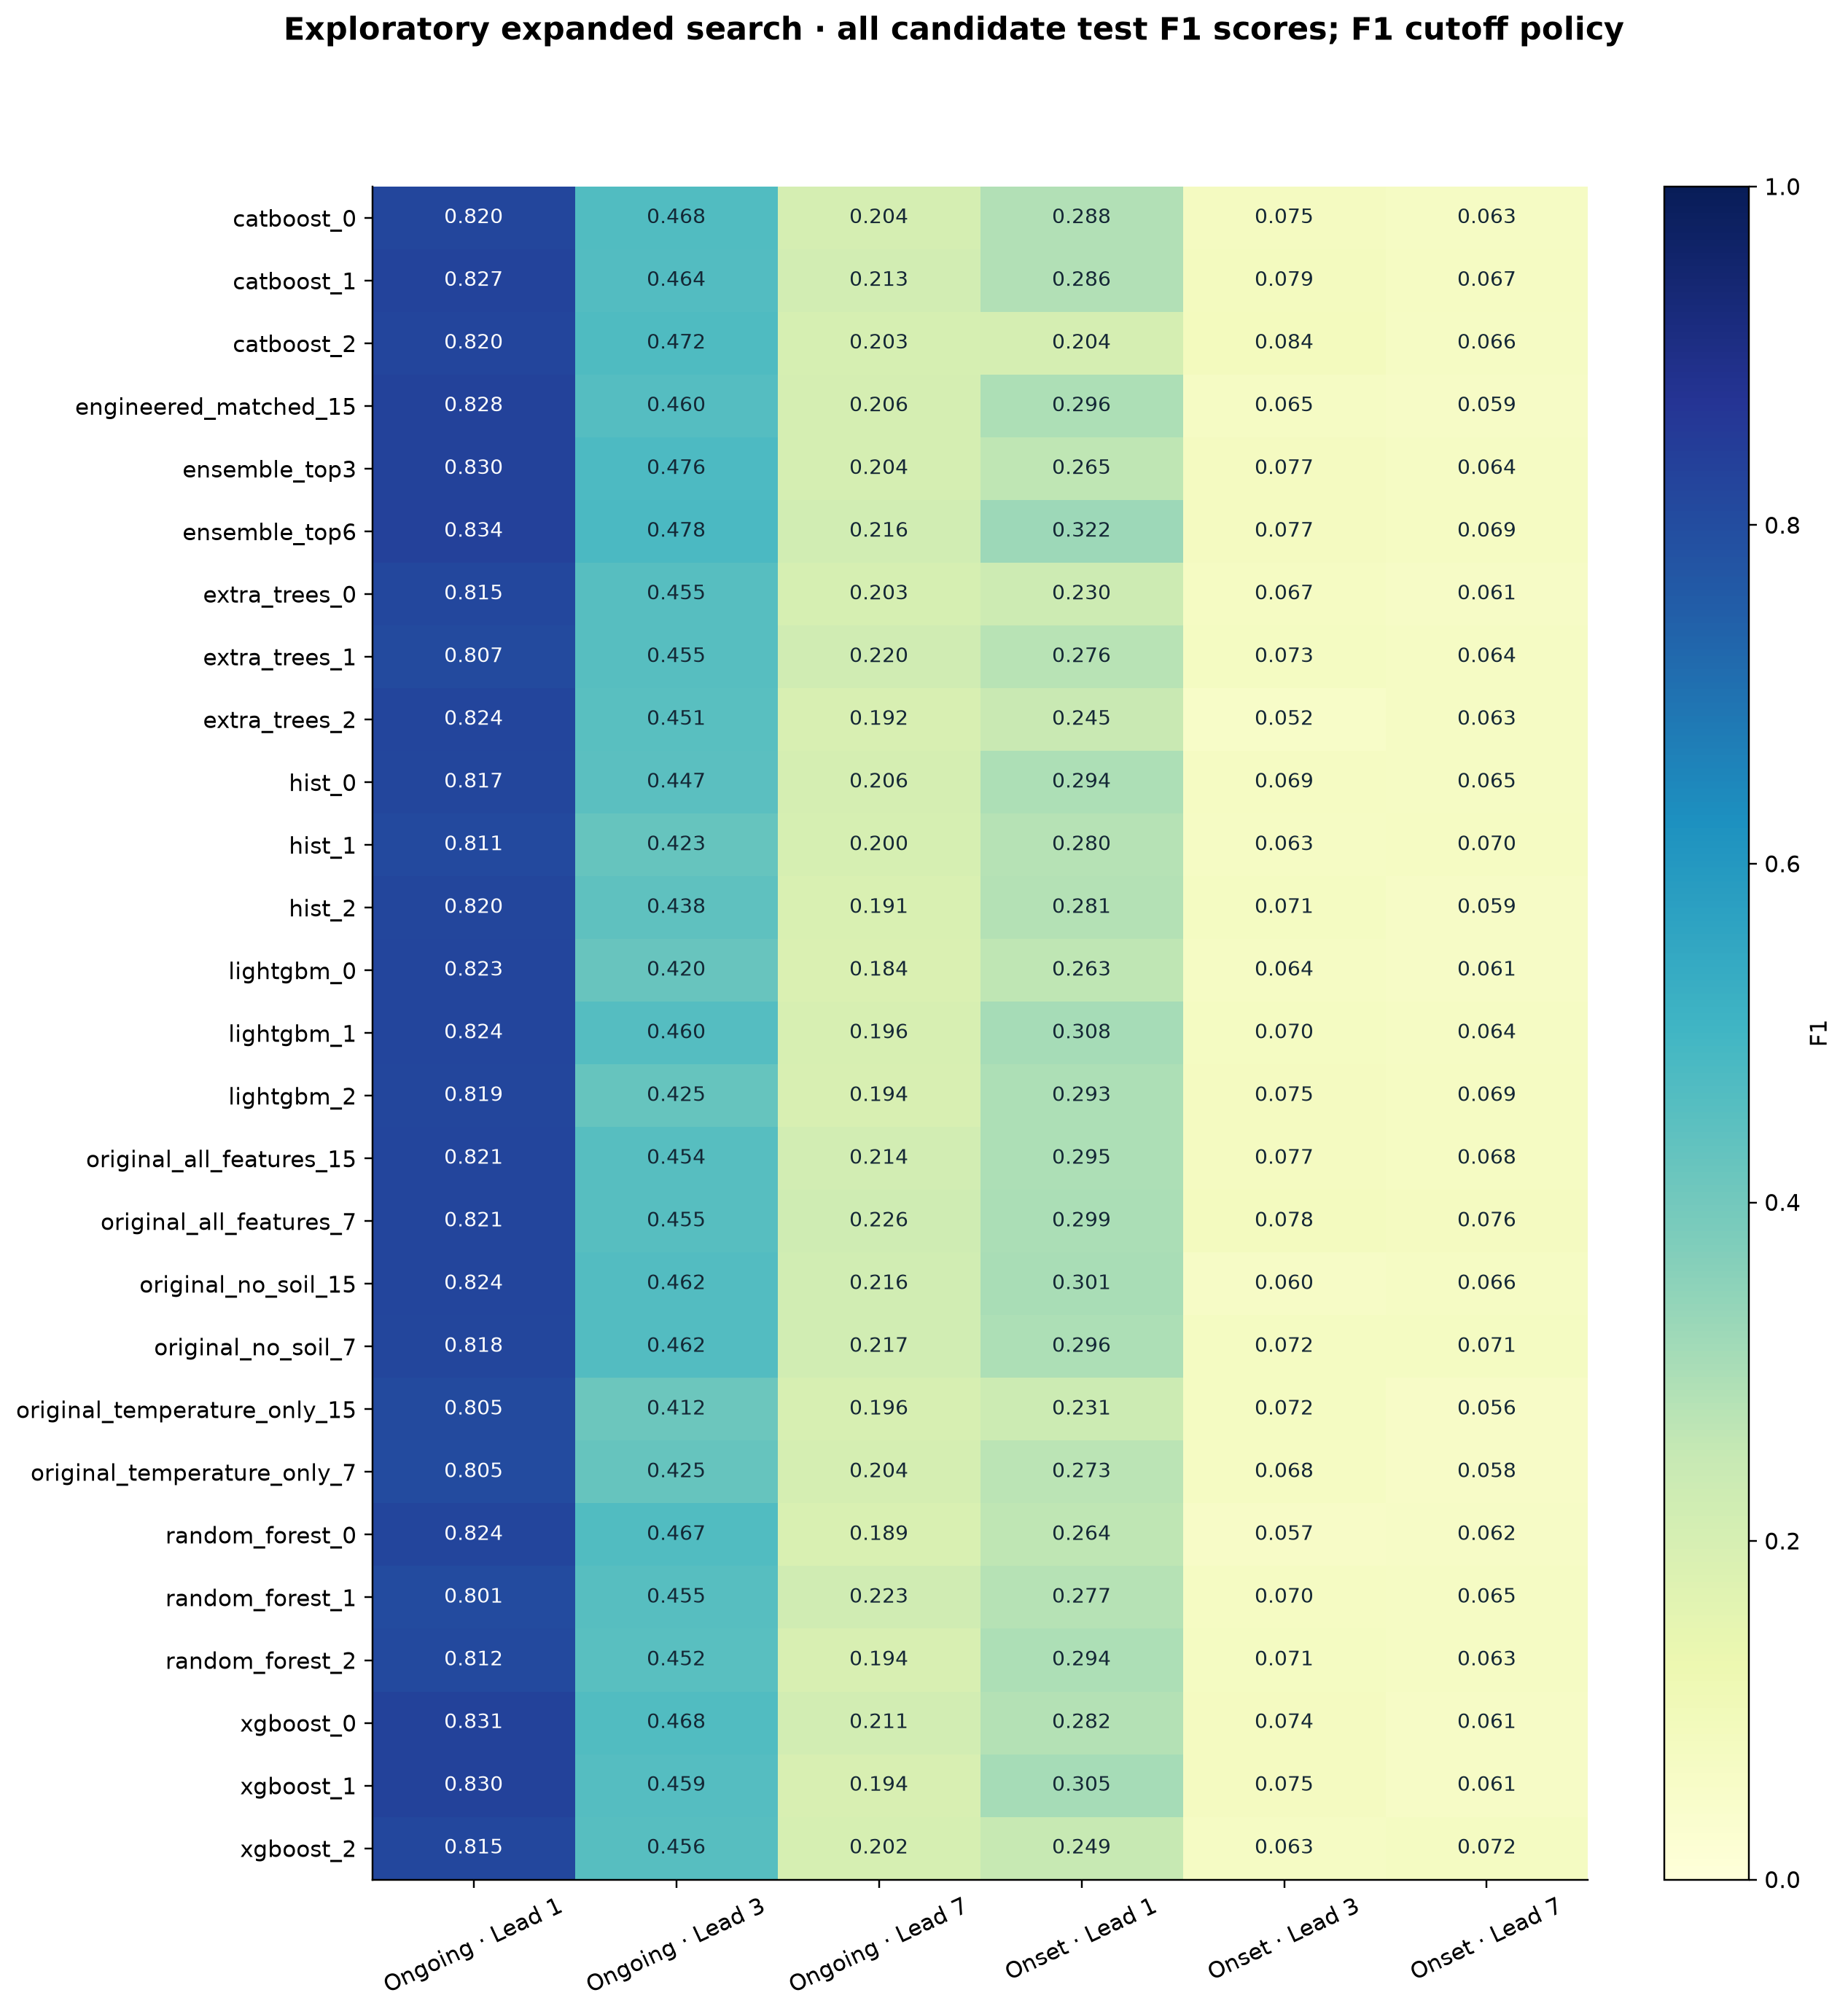 Exploratory expanded search · all candidate test F1 scores; F1 cutoff policy
catboost_0 0.820 0.468 0.204 0.288 0.075 0.063
catboost_1 0.827 0.464 0.213 0.286 0.079 0.067
catboost_2 0.820 0.472 0.203 0.204 0.084 0.066
engineered_matched_15 0.828 0.460 0.206 0.296 0.065 0.059
ensemble_top3 0.830 0.476 0.204 0.265 0.077 0.064
ensemble_top6 0.834 0.478 0.216 0.322 0.077 0.069
extra_trees_0 0.815 0.455 0.203 0.230 0.067 0.061
extra_trees_1 0.807 0.455 0.220 0.276 0.073 0.064
extra_trees_2 0.824 0.451 0.192 0.245 0.052 0.063
hist_0 0.817 0.447 0.206 0.294 0.069 0.065
hist_1 0.811 0.423 0.200 0.280 0.063 0.070
hist_2 0.820 0.438 0.191 0.281 0.071 0.059
lightgbm_0 0.823 0.420 0.184 0.263 0.064 0.061
lightgbm_1 0.824 0.460 0.196 0.308 0.070 0.064
lightgbm_2 0.819 0.425 0.194 0.293 0.075 0.069
original_all_features_15 0.821 0.454 0.214 0.295 0.077 0.068
original_all_features_7 0.821 0.455 0.226 0.299 0.078 0.076
original_no_soil_15 0.824 0.462 0.216 0.301 0.060 0.066
original_no_soil_7 0.818 0.462 0.217 0.296 0.072 0.071
original_temperature_only_15 0.805 0.412 0.196 0.231 0.072 0.056
original_temperature_only_7 0.805 0.425 0.204 0.273 0.068 0.058
random_forest_0 0.824 0.467 0.189 0.264 0.057 0.062
random_forest_1 0.801 0.455 0.223 0.277 0.070 0.065
random_forest_2 0.812 0.452 0.194 0.294 0.071 0.063
xgboost_0 0.831 0.468 0.211 0.282 0.074 0.061
xgboost_1 0.830 0.459 0.194 0.305 0.075 0.061
xgboost_2 0.815 0.456 0.202 0.249 0.063 0.072
Ongoing · Lead 1
Ongoing · Lead 3
Ongoing · Lead 7
Onset · Lead 1
Onset · Lead 3
Onset · Lead 7
1.0
0.8
0.6
0.4
0.2
0.0
F1